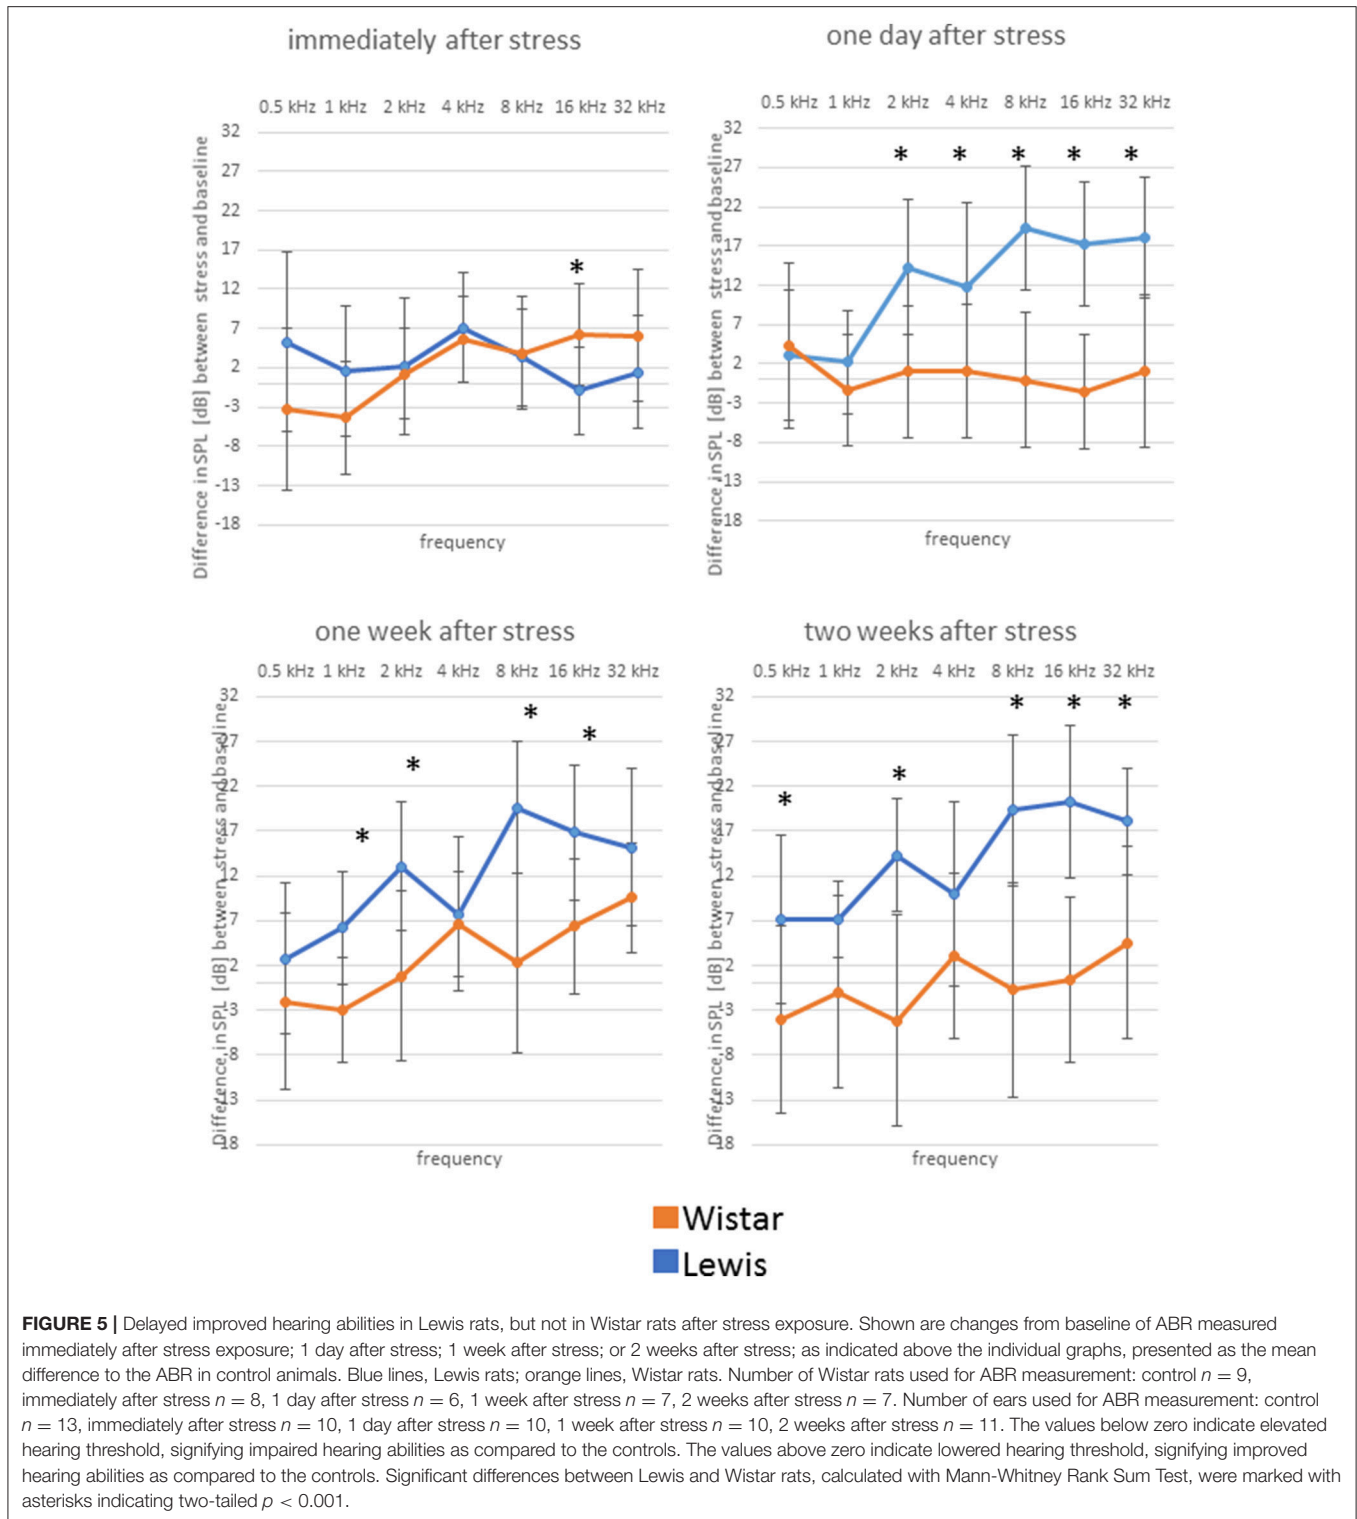 immediately after stress
0.5 kHz 1 kHz 2 kHz 4 kHz 8 kHz 16 kHz 32 kHz
Difference in SPL [dB] between stress and baseline
32
27
22
17
12
7
2
-3
-8
-13
-18
*
frequency
one day after stress
0.5 kHz 1 kHz 2 kHz 4 kHz 8 kHz 16 kHz 32 kHz
Difference in SPL [dB] between stress and baseline
32
27
22
17
12
7
2
-3
-8
-13
-18
* * * * *
frequency
one week after stress
0.5 kHz 1 kHz 2 kHz 4 kHz 8 kHz 16 kHz 32 kHz
Difference in SPL [dB] between stress and baseline
32
27
22
17
12
7
2
-3
-8
-13
-18
* * * *
frequency
two weeks after stress
0.5 kHz 1 kHz 2 kHz 4 kHz 8 kHz 16 kHz 32 kHz
Difference in SPL [dB] between stress and baseline
32
27
22
17
12
7
2
-3
-8
-13
-18
* * * * *
frequency
Wistar
Lewis
FIGURE 5 | Delayed improved hearing abilities in Lewis rats, but not in Wistar rats after stress exposure. Shown are changes from baseline of ABR measured
immediately after stress exposure; 1 day after stress; 1 week after stress; or 2 weeks after stress; as indicated above the individual graphs, presented as the mean
difference to the ABR in control animals. Blue lines, Lewis rats; orange lines, Wistar rats. Number of Wistar rats used for ABR measurement: control n = 9,
immediately after stress n = 8, 1 day after stress n = 6, 1 week after stress n = 7, 2 weeks after stress n = 7. Number of ears used for ABR measurement: control
n = 13, immediately after stress n = 10, 1 day after stress n = 10, 1 week after stress n = 10, 2 weeks after stress n = 11. The values below zero indicate elevated
hearing threshold, signifying impaired hearing abilities as compared to the controls. The values above zero indicate lowered hearing threshold, signifying improved
hearing abilities as compared to the controls. Significant differences between Lewis and Wistar rats, calculated with Mann-Whitney Rank Sum Test, were marked with
asterisks indicating two-tailed p < 0.001.